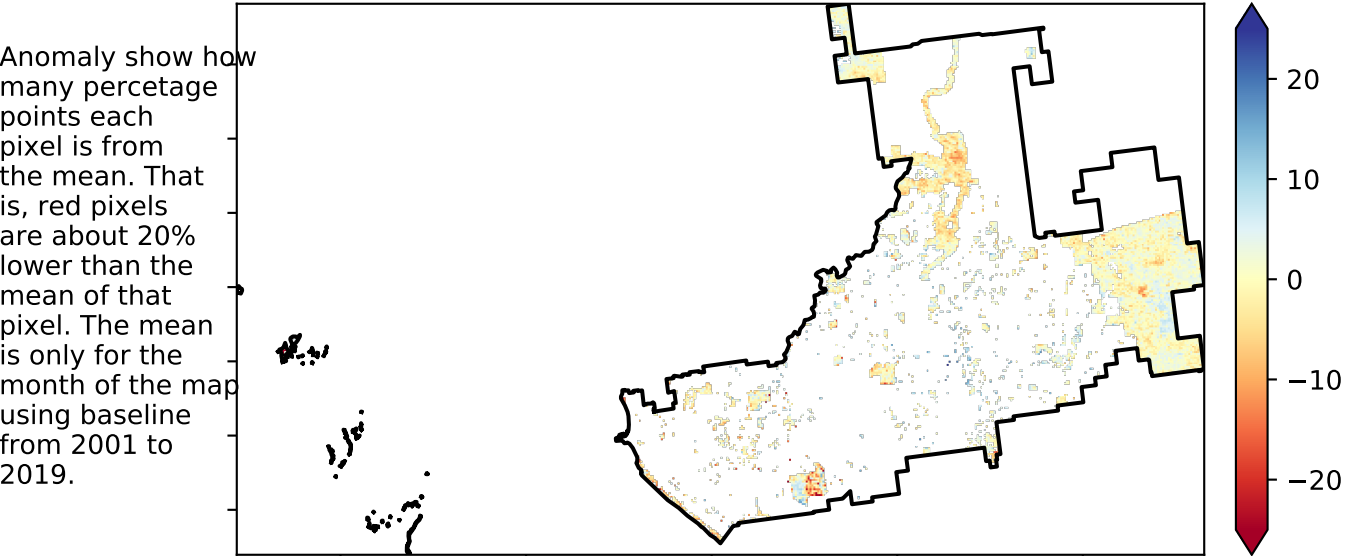 Anomaly show how
many percetage
points each
pixel is from
the mean. That
is, red pixels
are about 20%
lower than the
mean of that
pixel. The mean
is only for the
month of the map
using baseline
from 2001 to
2019.
20
10
0
−10
−20